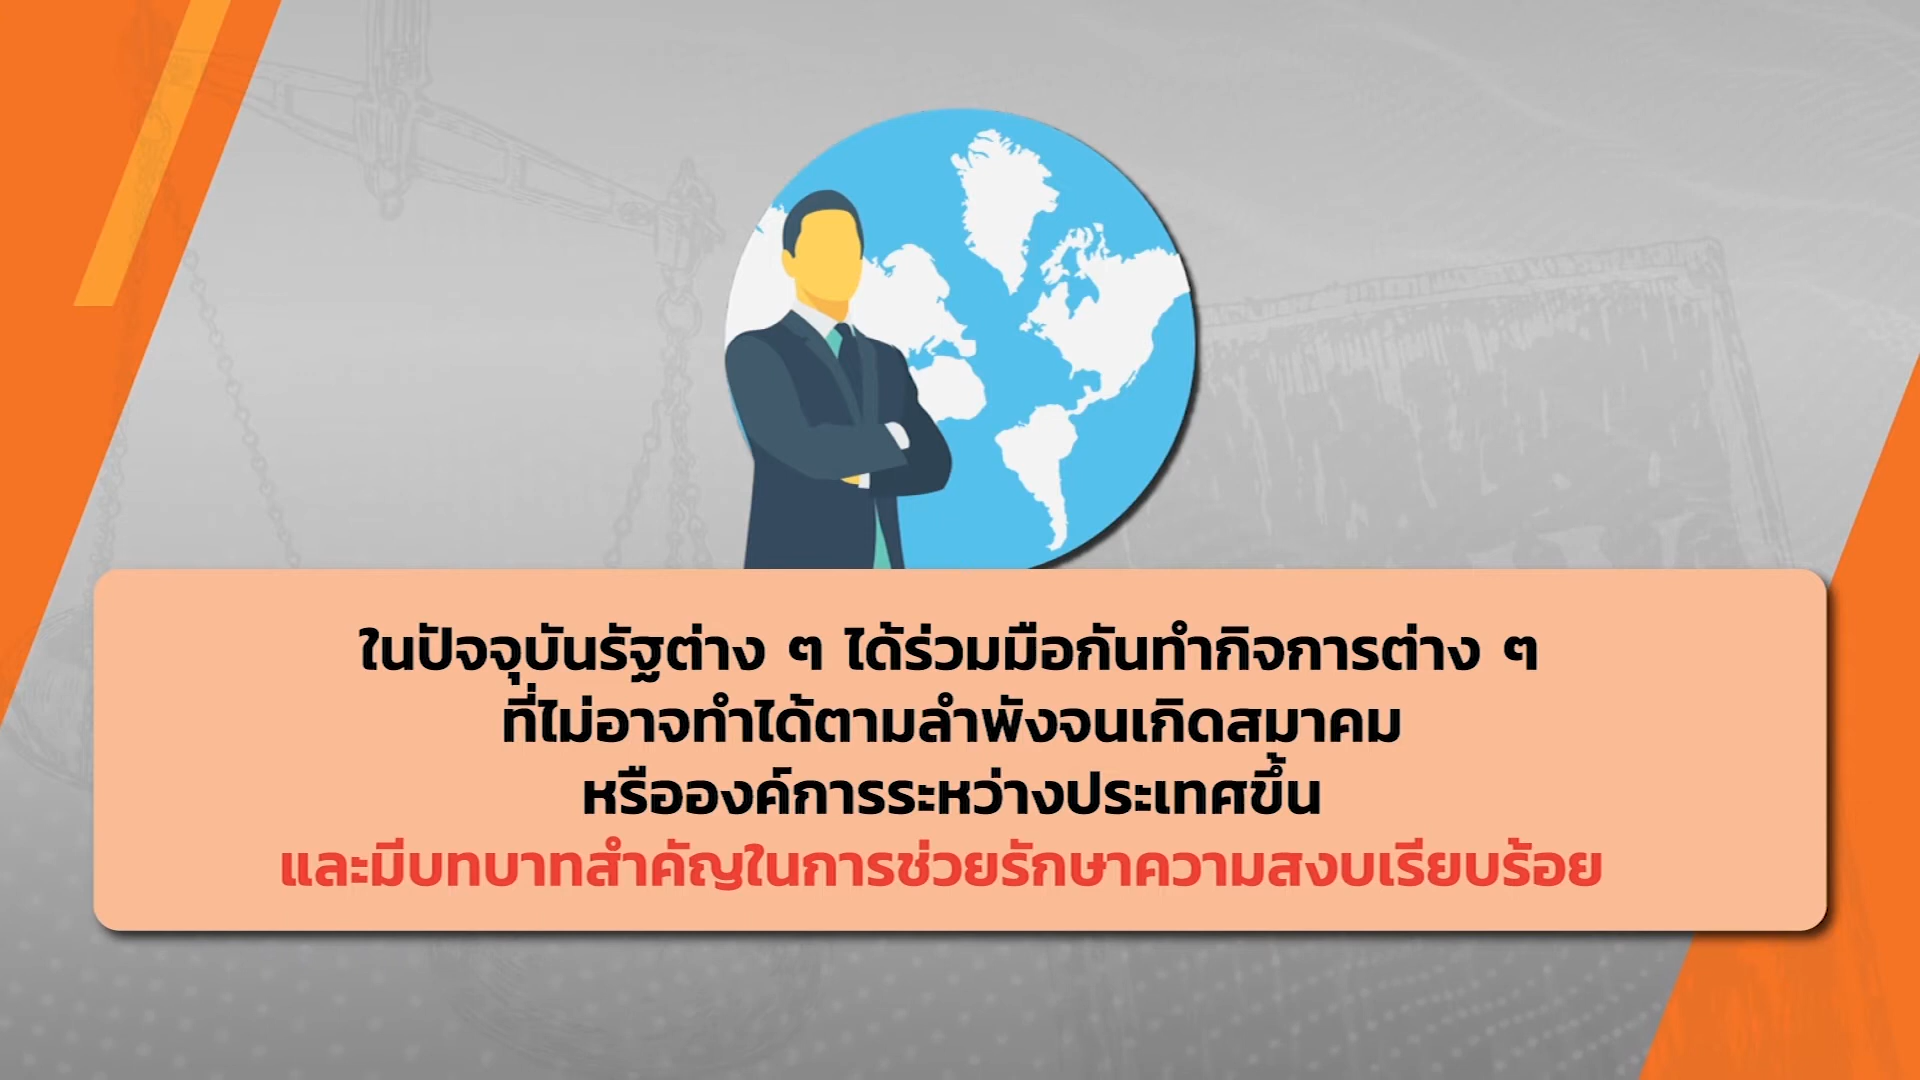 ในปัจจุบันรัฐต่าง ๆ ได้ร่วมมือกันทำกิจการต่าง ๆ
ที่ไม่อาจทำได้ตามลำพังจนเกิดสมาคม
หรือองค์การระหว่างประเทศขึ้น
และมีบทบาทสำคัญในการช่วยรักษาความสงบเรียบร้อย